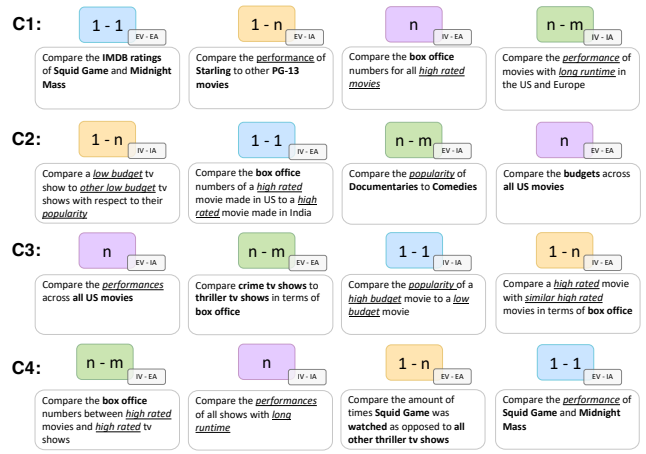 C1:
1 - 1
EV - EA
Compare the IMDB ratings
of Squid Game and Midnight
Mass
1 - n
EV - IA
Compare the performance of
Starling to other PG-13
movies
n
IV - EA
Compare the box office
numbers for all high rated
movies
n - m
IV - IA
Compare the performance of
movies with long runtime in
the US and Europe
C2:
1 - n
IV - IA
Compare a low budget tv
show to other low budget tv
shows with respect to their
popularity
1 - 1
IV - EA
Compare the box office
numbers of a high rated
movie made in US to a high
rated movie made in India
n - m
EV - IA
Compare the popularity of
Documentaries to Comedies
n
EV - EA
Compare the budgets across
all US movies
C3:
n
EV - IA
Compare the performances
across all US movies
n - m
EV - EA
Compare crime tv shows to
thriller tv shows in terms of
box office
1 - 1
IV - IA
Compare the popularity of a
high budget movie to a low
budget movie
1 - n
IV - EA
Compare a high rated movie
with similar high rated
movies in terms of box office
C4:
n - m
IV - EA
Compare the box office
numbers between high rated
movies and high rated tv
shows
n
IV - IA
Compare the performances
of all shows with long
runtime
1 - n
EV - EA
Compare the amount of
times Squid Game was
watched as opposed to all
other thriller tv shows
1 - 1
EV - IA
Compare the performance of
Squid Game and Midnight
Mass